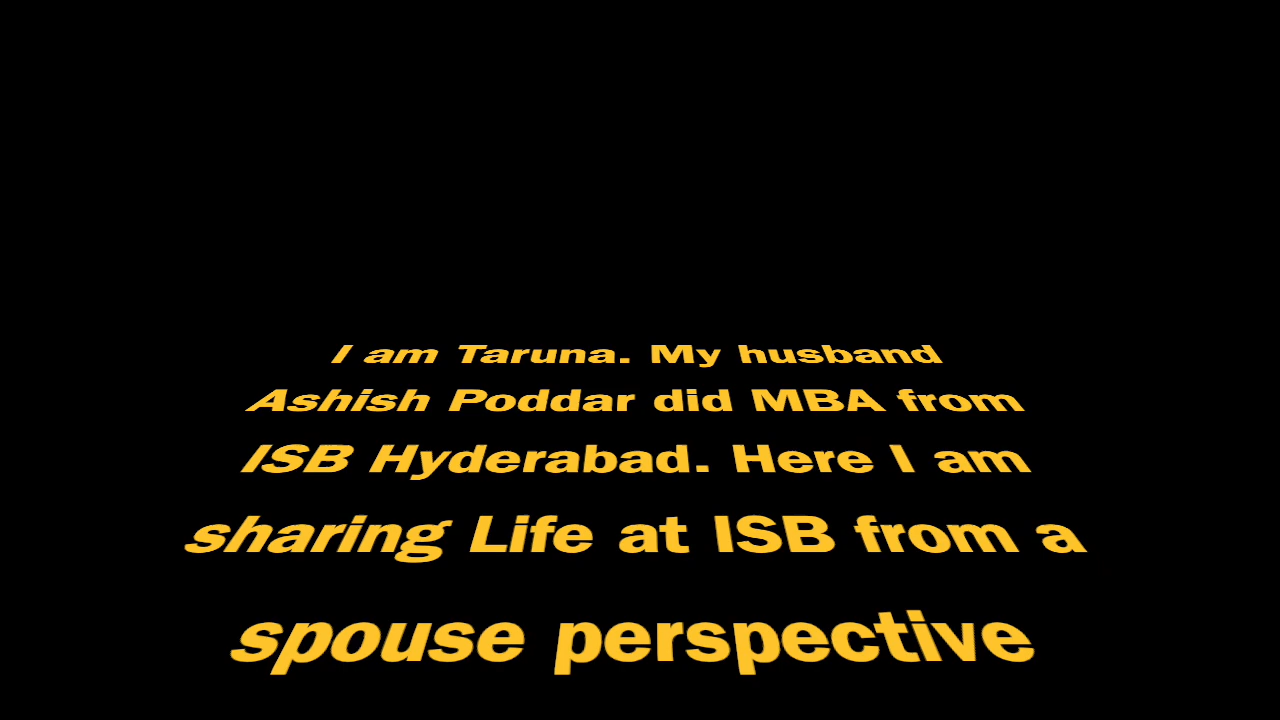 I am Taruna. My husband
Ashish Poddar did MBA from
ISB Hyderabad. Here I am
sharing Life at ISB from a
spouse perspective